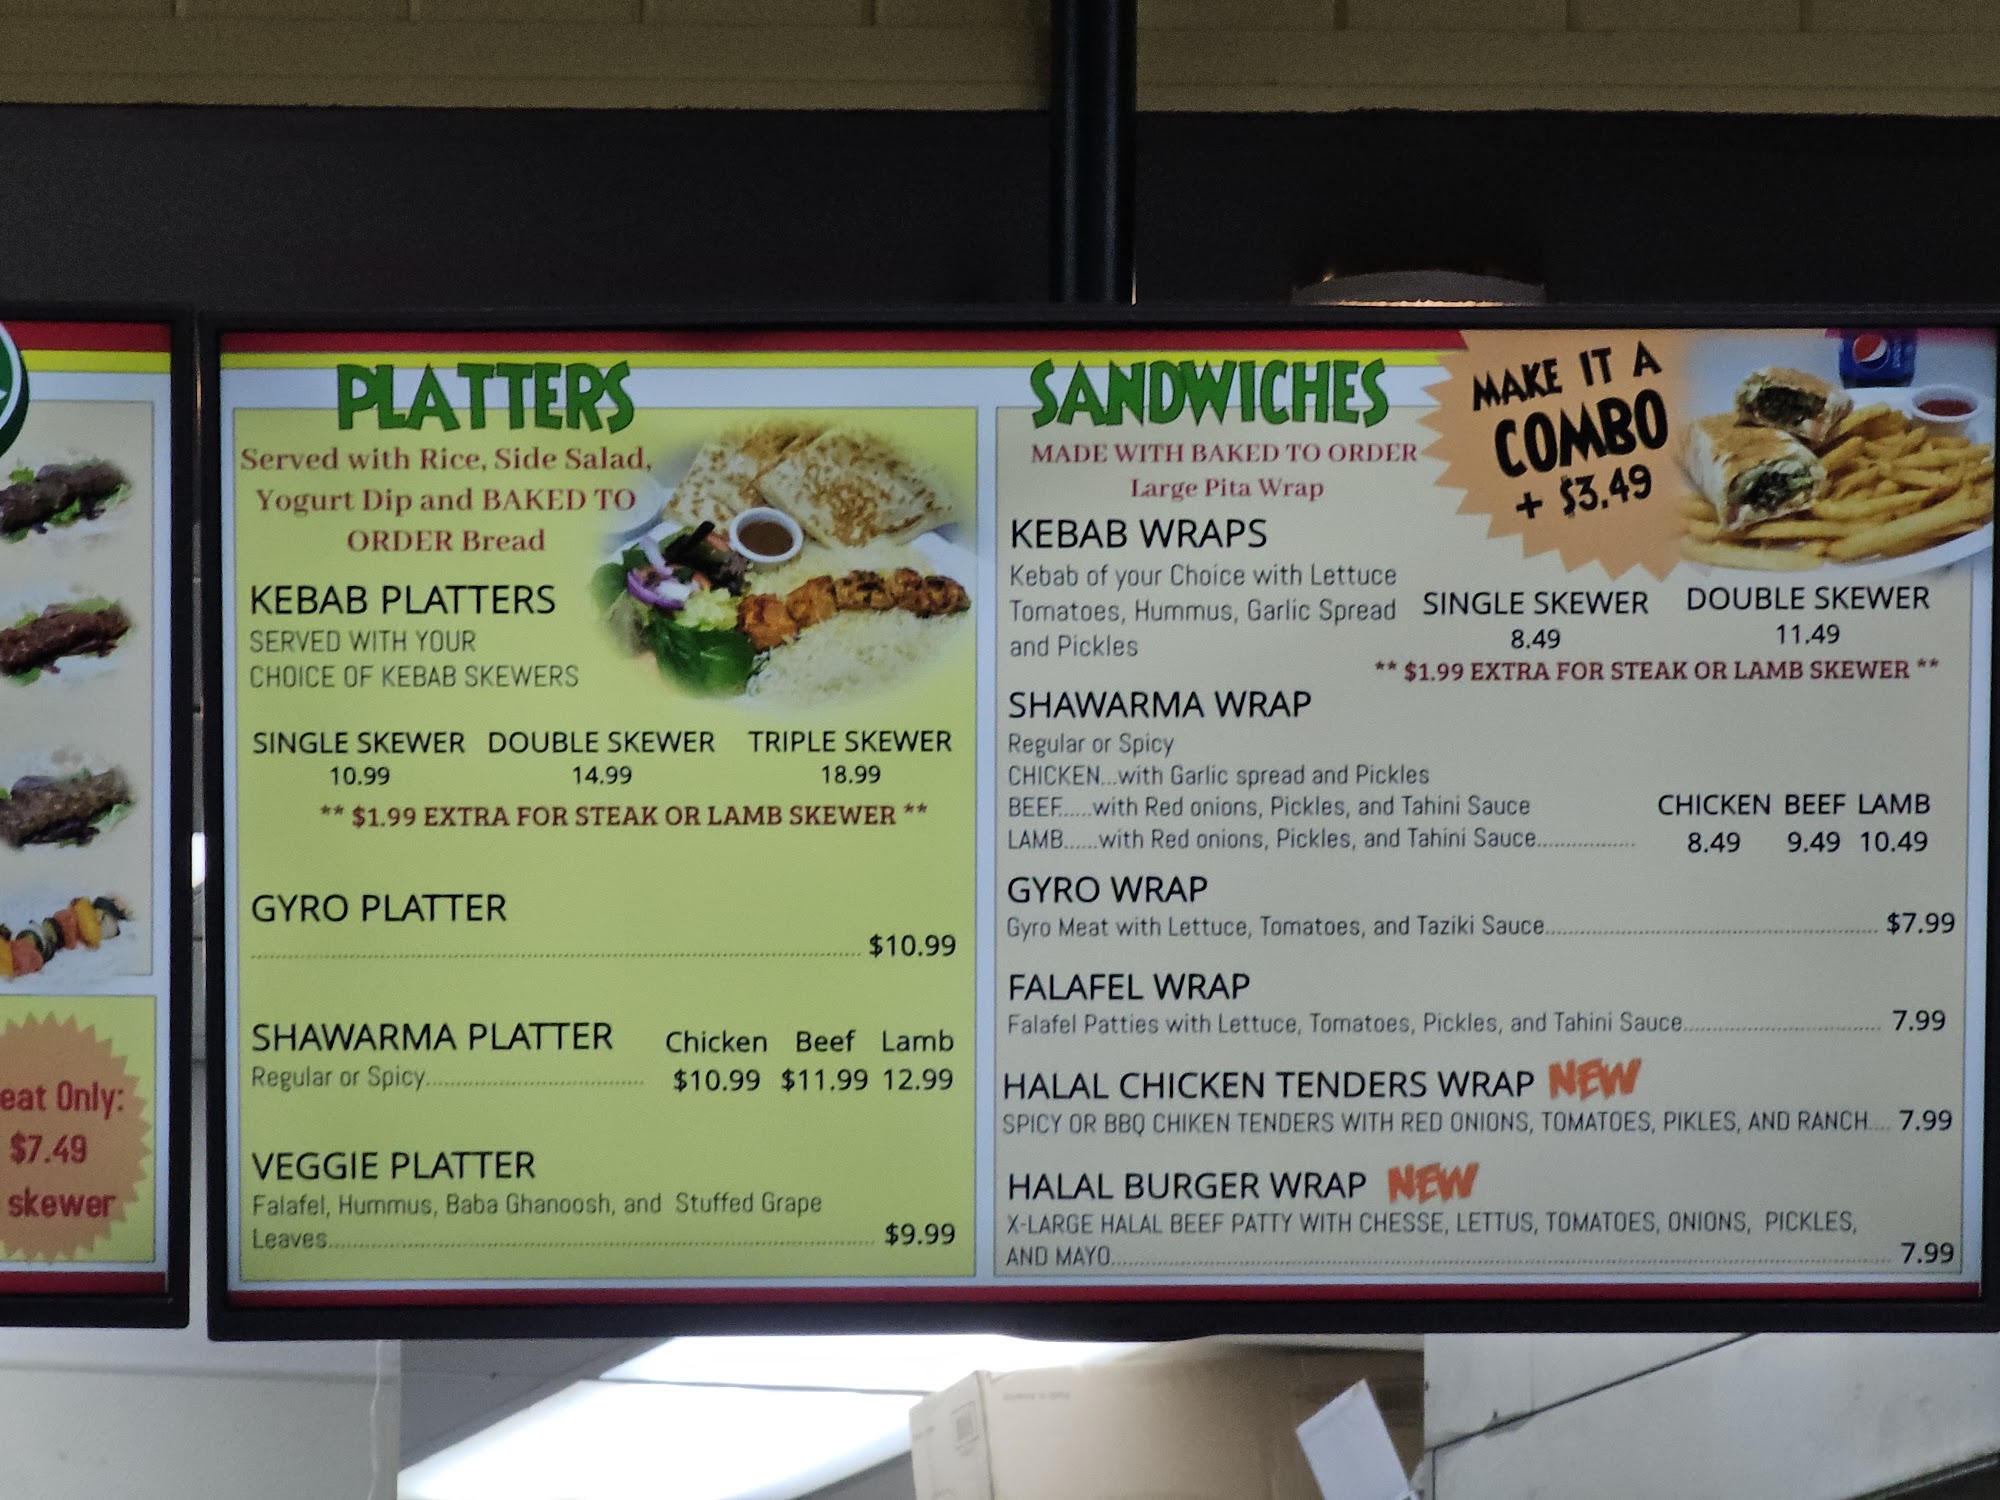 eat Only:
$7.49
skewer
PLATTERS
Served with Rice, Side Salad,
Yogurt Dip and BAKED TO
ORDER Bread
KEBAB PLATTERS
SERVED WITH YOUR
CHOICE OF KEBAB SKEWERS
SINGLE SKEWER DOUBLE SKEWER TRIPLE SKEWER
10.99 14.99 18.99
** $1.99 EXTRA FOR STEAK OR LAMB SKEWER **
GYRO PLATTER
$10.99
SHAWARMA PLATTER Chicken Beef Lamb
Regular or Spicy $10.99 $11.99 12.99
VEGGIE PLATTER
Falafel, Hummus, Baba Ghanoosh, and Stuffed Grape
Leaves $9.99
SANDWICHES
MADE WITH BAKED TO ORDER
Large Pita Wrap
MAKE IT A
COMBO
+ $3.49
KEBAB WRAPS
Kebab of your Choice with Lettuce
Tomatoes, Hummus, Garlic Spread
and Pickles
SINGLE SKEWER DOUBLE SKEWER
8.49 11.49
** $1.99 EXTRA FOR STEAK OR LAMB SKEWER **
SHAWARMA WRAP
Regular or Spicy
CHICKEN...with Garlic spread and Pickles
BEEF......with Red onions, Pickles, and Tahini Sauce CHICKEN BEEF LAMB
LAMB......with Red onions, Pickles, and Tahini Sauce 8.49 9.49 10.49
GYRO WRAP
Gyro Meat with Lettuce, Tomatoes, and Taziki Sauce $7.99
FALAFEL WRAP
Falafel Patties with Lettuce, Tomatoes, Pickles, and Tahini Sauce 7.99
HALAL CHICKEN TENDERS WRAP NEW
SPICY OR BBQ CHIKEN TENDERS WITH RED ONIONS, TOMATOES, PIKLES, AND RANCH.... 7.99
HALAL BURGER WRAP NEW
X-LARGE HALAL BEEF PATTY WITH CHESSE, LETTUS, TOMATOES, ONIONS, PICKLES,
AND MAYO 7.99